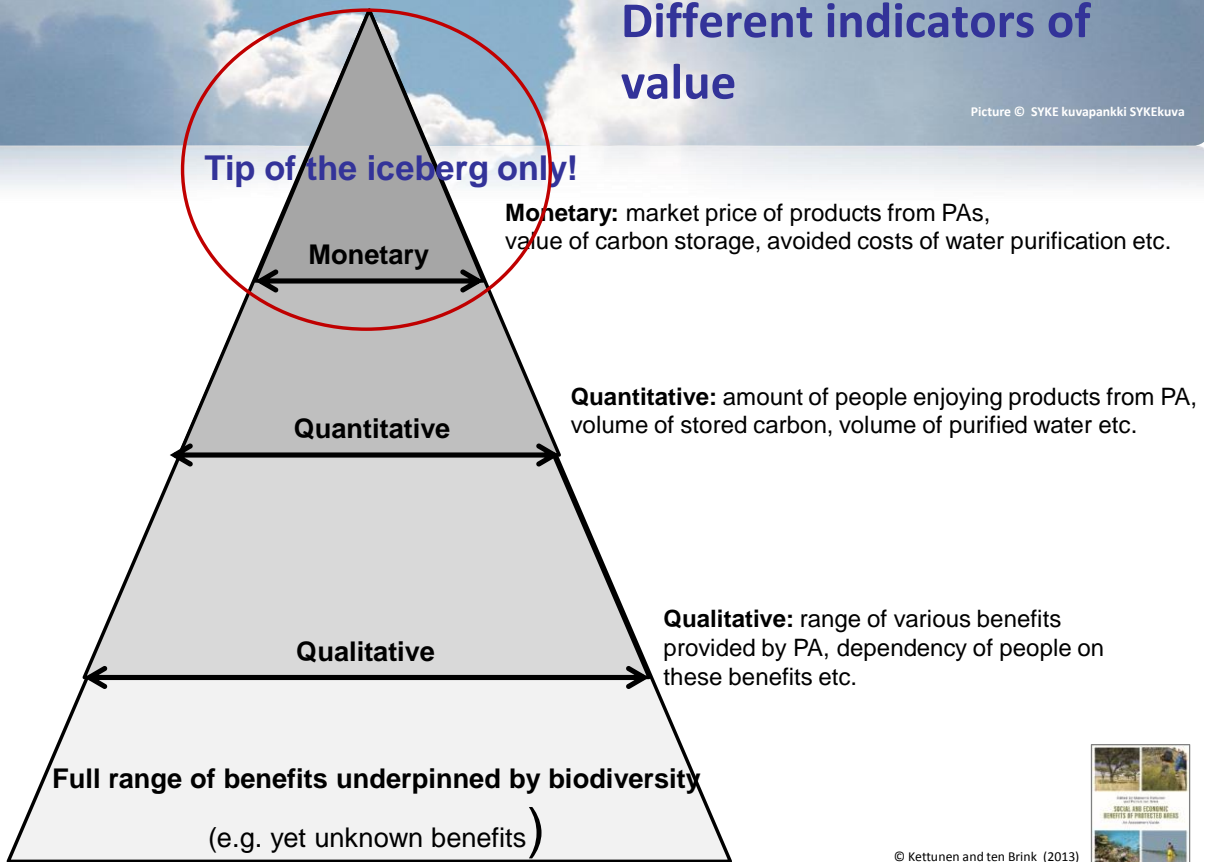 Different indicators of
value
Picture © SYKE kuvapankki SYKEkuva
Tip of the iceberg only!
Monetary: market price of products from PAs,
value of carbon storage, avoided costs of water purification etc.
Monetary
Quantitative: amount of people enjoying products from PA,
volume of stored carbon, volume of purified water etc.
Quantitative
Qualitative: range of various benefits
provided by PA, dependency of people on
these benefits etc.
Qualitative
Full range of benefits underpinned by biodiversity
(e.g. yet unknown benefits)
SOCIAL AND ECONOMIC
BENEFITS OF PROTECTED AREAS
© Kettunen and ten Brink (2013)